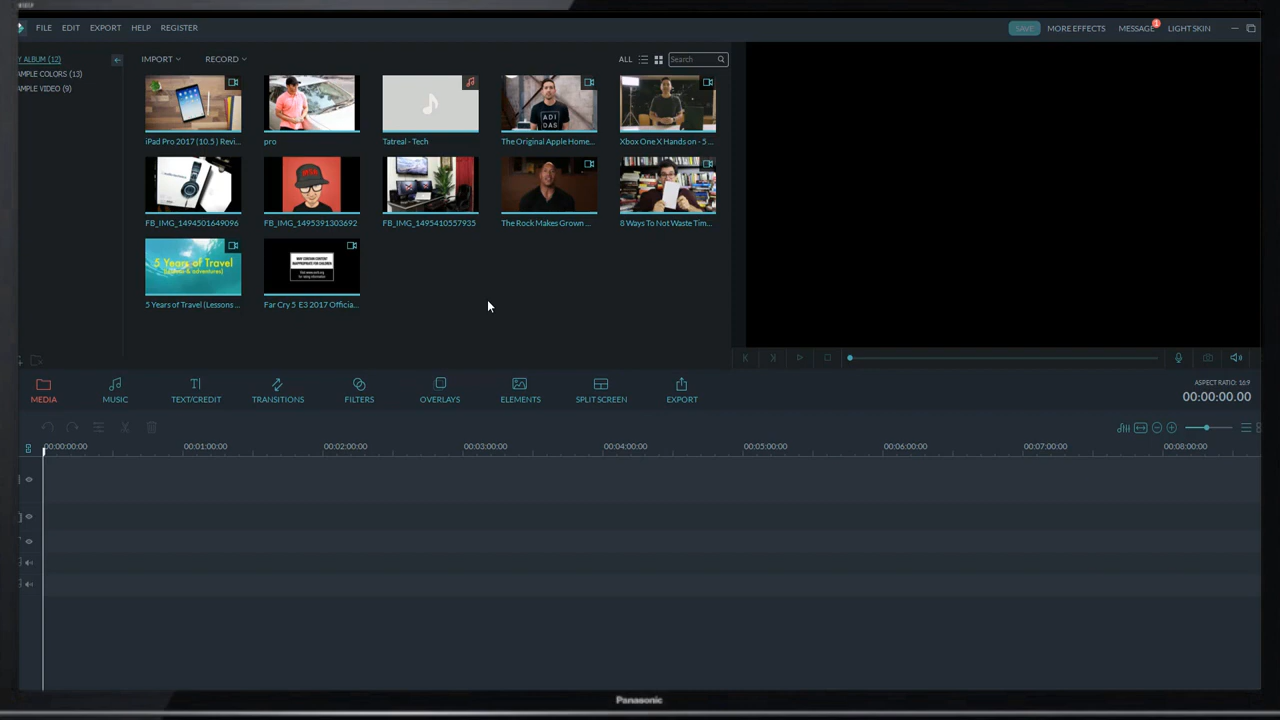 FILE EDIT EXPORT HELP REGISTER
SAVE MORE EFFECTS MESSAGE 1 LIGHT SKIN
Y ALBUM (12)
AMPLE COLORS (13)
AMPLE VIDEO (9)
IMPORT RECORD
ALL Search
iPad Pro 2017 (10.5 ) Revi...
pro
Tatreal - Tech
ADI
DAS
The Original Apple Home...
Xbox One X Hands on - 5 ...
FB_IMG_1494501649096
FB_IMG_1495391303692
FB_IMG_1495410557935
The Rock Makes Grown ...
8 Ways To Not Waste Tim...
5 Years of Travel
5 Years of Travel (Lessons ...
Far Cry 5 E3 2017 Officia...
MEDIA
MUSIC
TEXT/CREDIT
TRANSITIONS
FILTERS
OVERLAYS
ELEMENTS
SPLIT SCREEN
EXPORT
ASPECT RATIO: 16:9
00:00:00.00
00:00:00:00 00:01:00:00 00:02:00:00 00:03:00:00 00:04:00:00 00:05:00:00 00:06:00:00 00:07:00:00 00:08:00:00
Panasonic